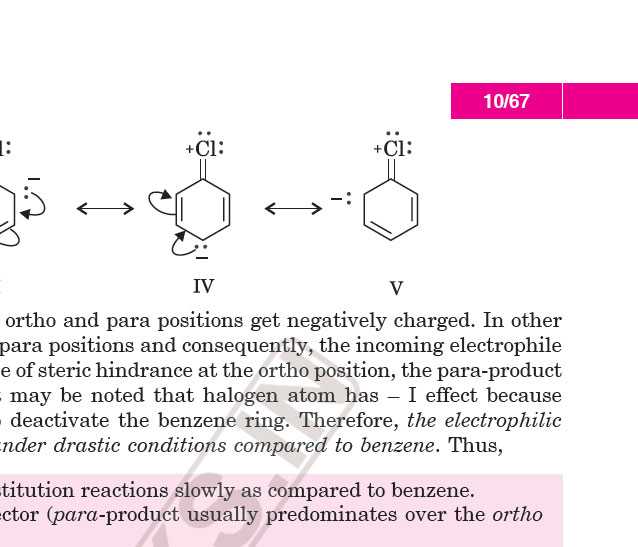 10/67
+Cl: +Cl:
IV V
ortho and para positions get negatively charged. In other
para positions and consequently, the incoming electrophile
e of steric hindrance at the ortho position, the para-product
may be noted that halogen atom has – I effect because
deactivate the benzene ring. Therefore, the electrophilic
under drastic conditions compared to benzene. Thus,
stitution reactions slowly as compared to benzene.
ector (para-product usually predominates over the ortho